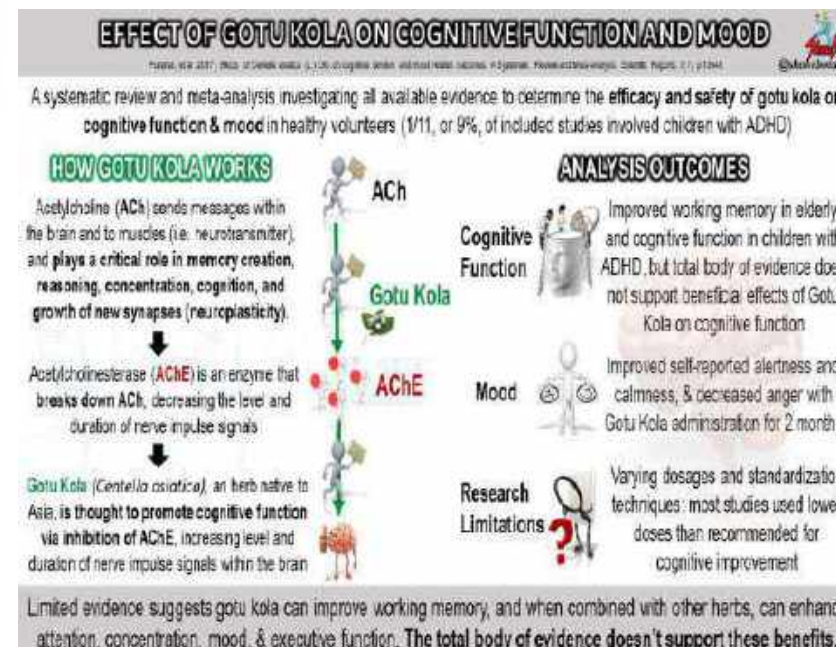 EFFECT OF GOTU KOLA ON COGNITIVE FUNCTION AND MOOD
A systematic review and meta-analysis investigating all available evidence to determine the efficacy and safety of gotu kola on
cognitive function & mood in healthy volunteers (1/11, or 9%, of included studies involved children with ADHD)
HOW GOTU KOLA WORKS
Acetylcholine (ACh) sends messages within
the brain and to muscles (i.e. neurotransmitter),
and plays a critical role in memory creation,
reasoning, concentration, cognition, and
growth of new synapses (neuroplasticity).
Acetylcholinesterase (AChE) is an enzyme that
breaks down ACh, decreasing the level and
duration of nerve impulse signals
Gotu Kola (Centella asiatica), an herb native to
Asia, is thought to promote cognitive function
via inhibition of AChE, increasing level and
duration of nerve impulse signals within the brain
ACh
Gotu Kola
AChE
ANALYSIS OUTCOMES
Cognitive
Function
Improved working memory in elderly
and cognitive function in children with
ADHD, but total body of evidence doe
not support beneficial effects of Gotu
Kola on cognitive function
Mood
Improved self-reported alertness and
calmness, & decreased anger with
Gotu Kola adminstration for 2 month
Research
Limitations
?
Varying dosages and standardizatio
techniques: most studies used lowe
doses than recommended for
cognitive improvement
Limited evidence suggests gotu kola can improve working memory, and when combined with other herbs, can enhanc
attention, concentration, mood, & executive function. The total body of evidence doesn't support these benefits.